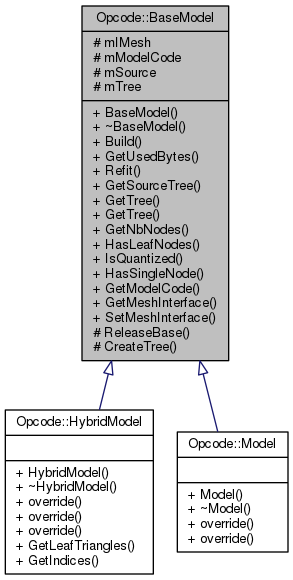 Opcode::BaseModel
# mIMesh
# mModelCode
# mSource
# mTree
+ BaseModel()
+ ~BaseModel()
+ Build()
+ GetUsedBytes()
+ Refit()
+ GetSourceTree()
+ GetTree()
+ GetTree()
+ GetNbNodes()
+ HasLeafNodes()
+ IsQuantized()
+ HasSingleNode()
+ GetModelCode()
+ GetMeshInterface()
+ SetMeshInterface()
# ReleaseBase()
# CreateTree()
Opcode::HybridModel
+ HybridModel()
+ ~HybridModel()
+ override()
+ override()
+ override()
+ GetLeafTriangles()
+ GetIndices()
Opcode::Model
+ Model()
+ ~Model()
+ override()
+ override()